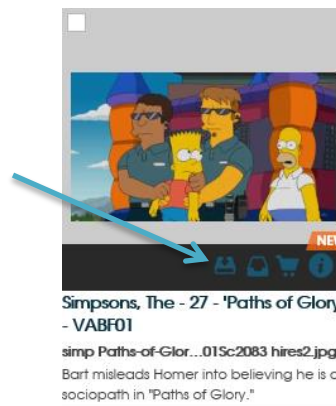 NEW
Simpsons, The - 27 - 'Paths of Glory
- VABF01
simp Paths-of-Glor...01Sc2083 hires2.jpg
Bart misleads Homer into believing he is a
sociopath in "Paths of Glory."